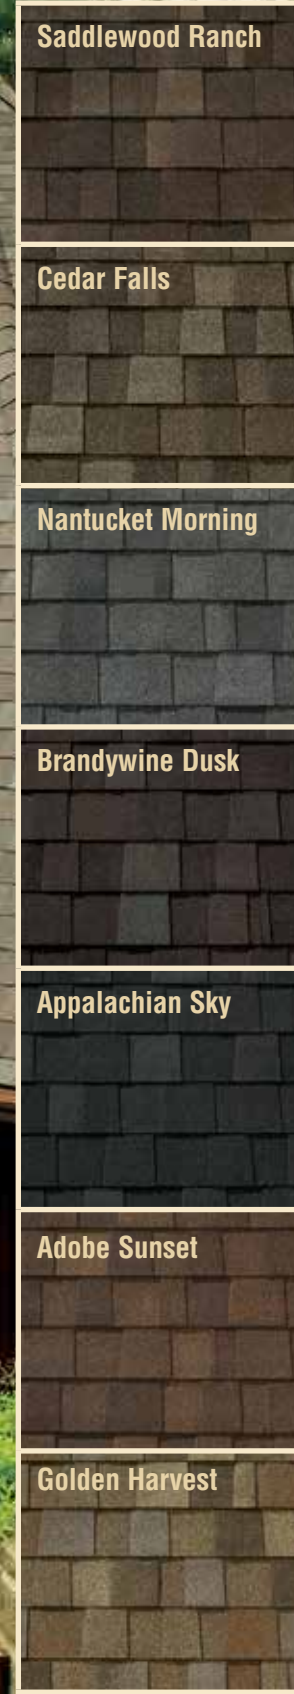 Saddlewood Ranch
Cedar Falls
Nantucket Morning
Brandywine Dusk
Appalachian Sky
Adobe Sunset
Golden Harvest